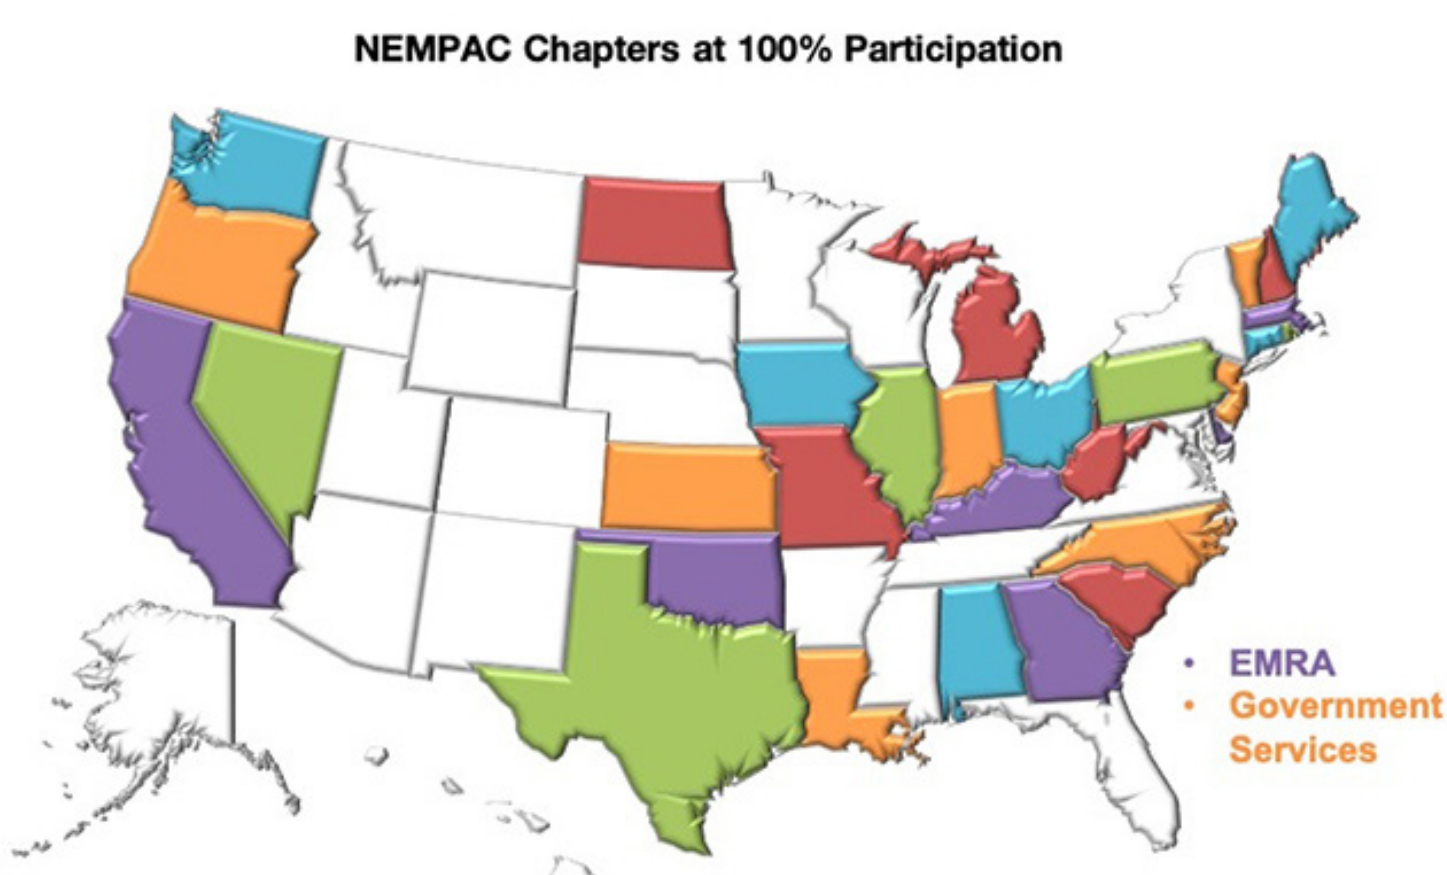 NEMPAC Chapters at 100% Participation
• EMRA
• Government
Services